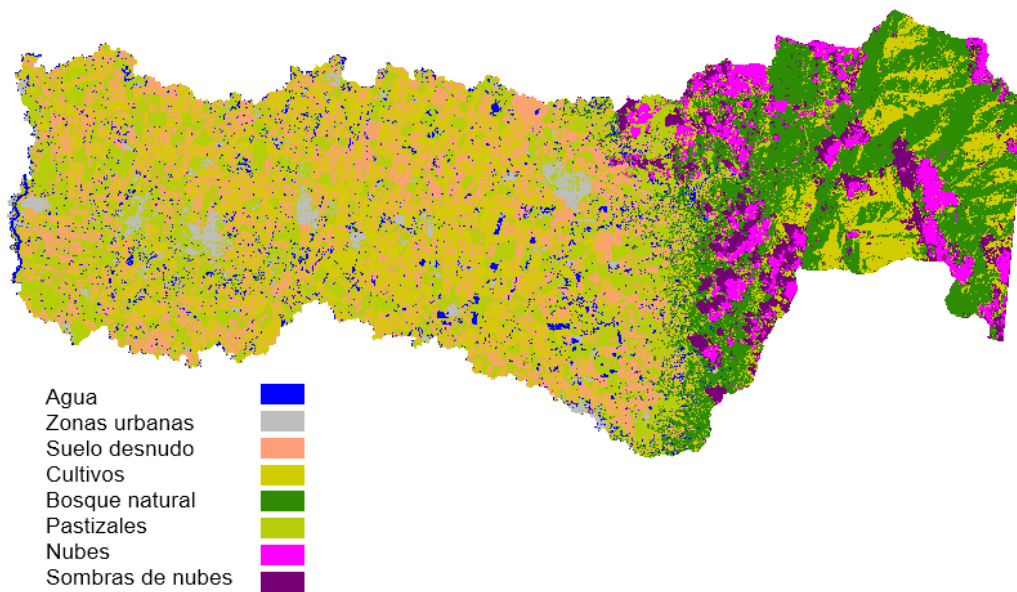 Agua
Zonas urbanas
Suelo desnudo
Cultivos
Bosque natural
Pastizales
Nubes
Sombras de nubes